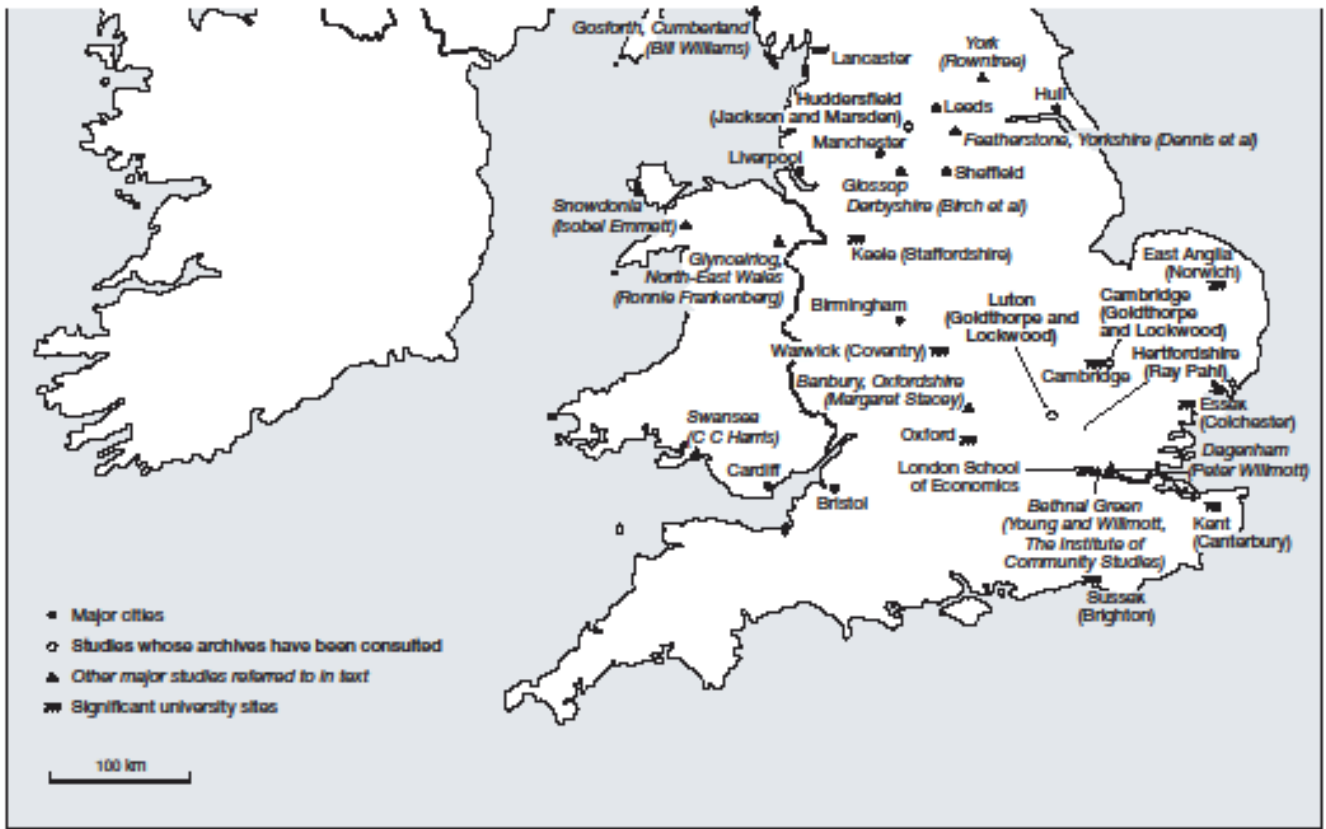 Gosforth, Cumberland
(Bill Williams)
Lancaster
York
(Rowntree)
Huddersfield
(Jackson and Marsden)
Leeds
Hull
Manchester
Featherstone, Yorkshire (Dennis et al)
Liverpool
Glossop
Derbyshire (Birch et al)
Sheffield
Snowdonia
(Isobel Emmett)
Keele (Staffordshire)
Glynceiriog,
North-East Wales
(Ronnie Frankenberg)
East Anglia
(Norwich)
Birmingham
Luton
(Goldthorpe and
Lockwood)
Cambridge
(Goldthorpe
and Lockwood)
Warwick (Coventry)
Cambridge
Hertfordshire
(Ray Pahl)
Banbury, Oxfordshire
(Margaret Stacey)
Essex
(Colchester)
Swansea
(C C Harris)
Oxford
Dagenham
(Peter Willmott)
Cardiff
London School
of Economics
Bristol
Bethnal Green
(Young and Willmott,
The Institute of
Community Studies)
Kent
(Canterbury)
Sussex
(Brighton)
Major cities
Studies whose archives have been consulted
Other major studies referred to in text
Significant university sites
100 km